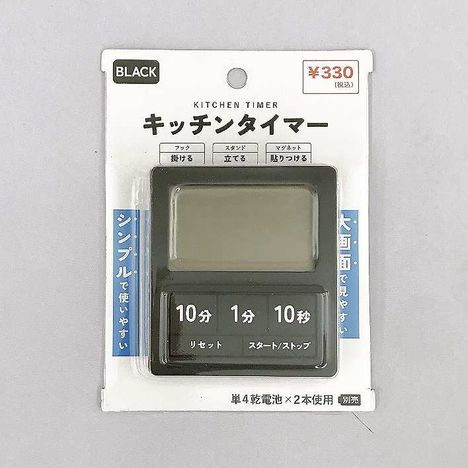 BLACK
¥330
(税込)
KITCHEN TIMER
キッチンタイマー
フック スタンド マグネット
掛ける 立てる 貼りつける
シンプルで使いやすい
大画面で見やすい
10分 1分 10秒
リセット スタート/ストップ
単4乾電池×2本使用 別売